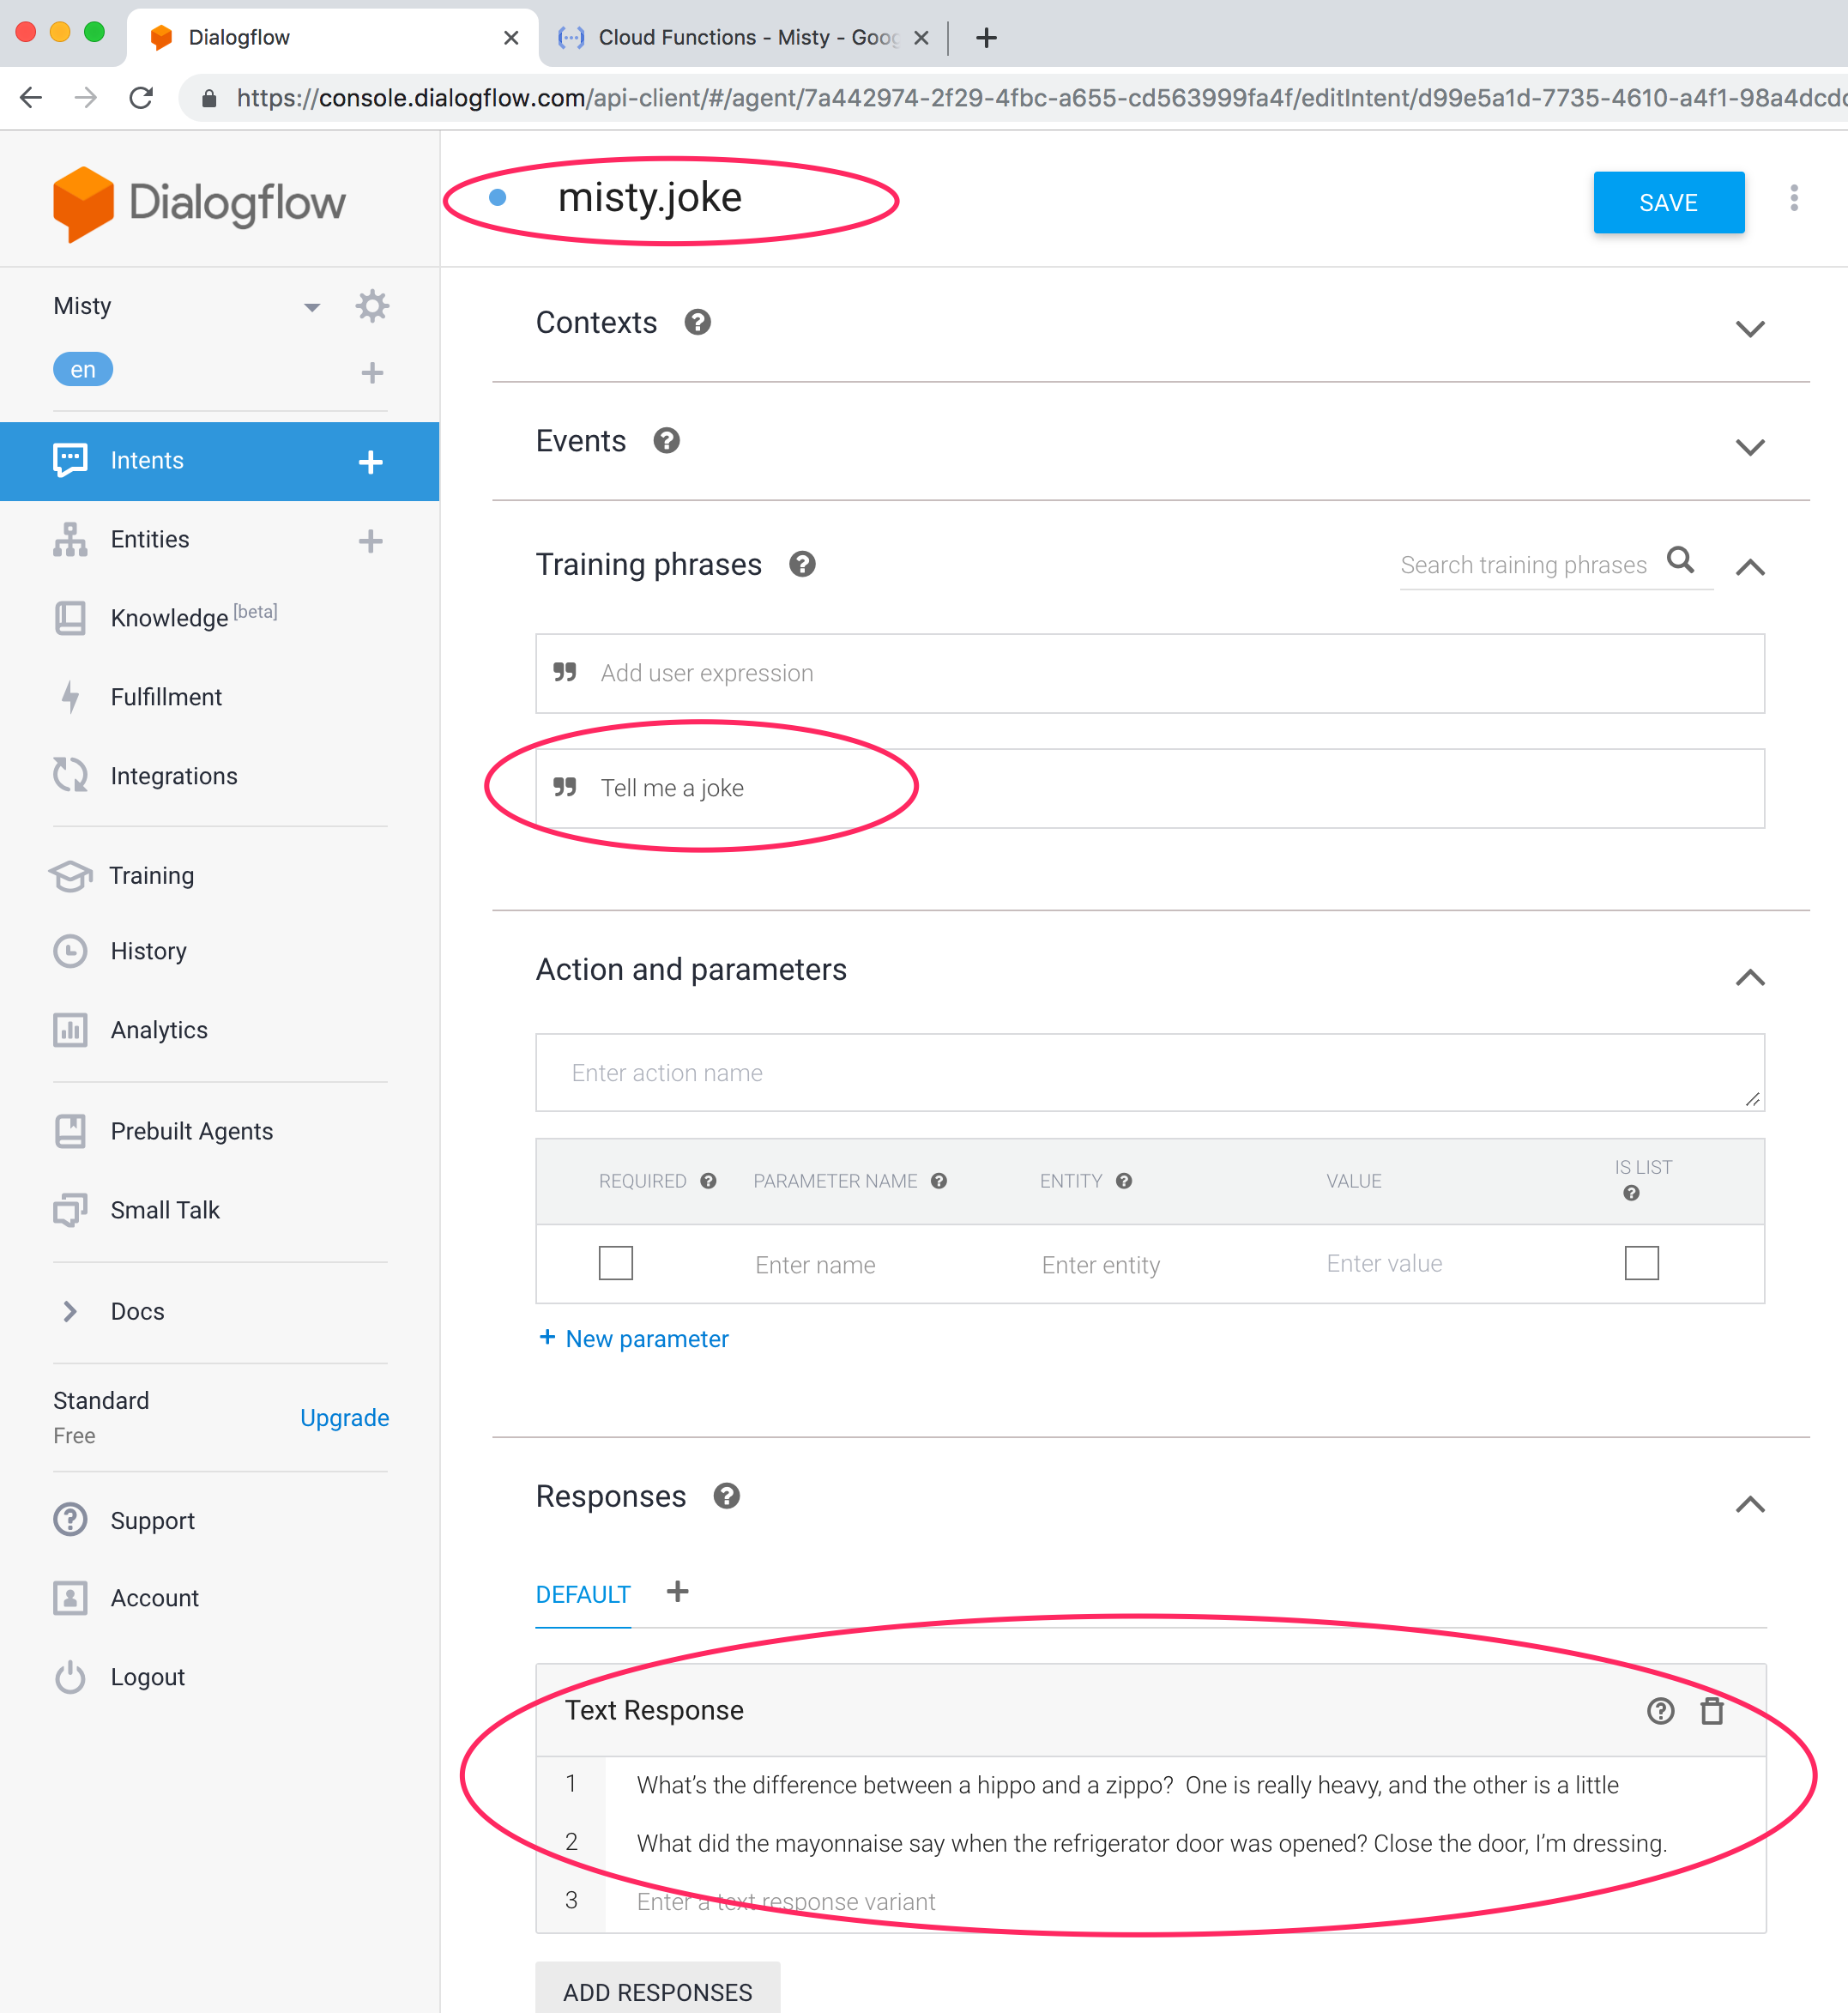 Dialogflow
Cloud Functions - Misty - Goog
https://console.dialogflow.com/api-client/#/agent/7a442974-2f29-4fbc-a655-cd563999fa4f/editIntent/d99e5a1d-7735-4610-a4f1-98a4dcd
Dialogflow
misty.joke
SAVE
Misty
en
Intents
Entities
Knowledge [beta]
Fulfillment
Integrations
Training
History
Analytics
Prebuilt Agents
Small Talk
Docs
Standard
Free
Upgrade
Support
Account
Logout
Contexts
Events
Training phrases
Search training phrases
Add user expression
Tell me a joke
Action and parameters
Enter action name
REQUIRED PARAMETER NAME ENTITY VALUE IS LIST
Enter name Enter entity Enter value
+ New parameter
Responses
DEFAULT
Text Response
1 What’s the difference between a hippo and a zippo?  One is really heavy, and the other is a little
2 What did the mayonnaise say when the refrigerator door was opened? Close the door, I’m dressing.
3 Enter a text response variant
ADD RESPONSES